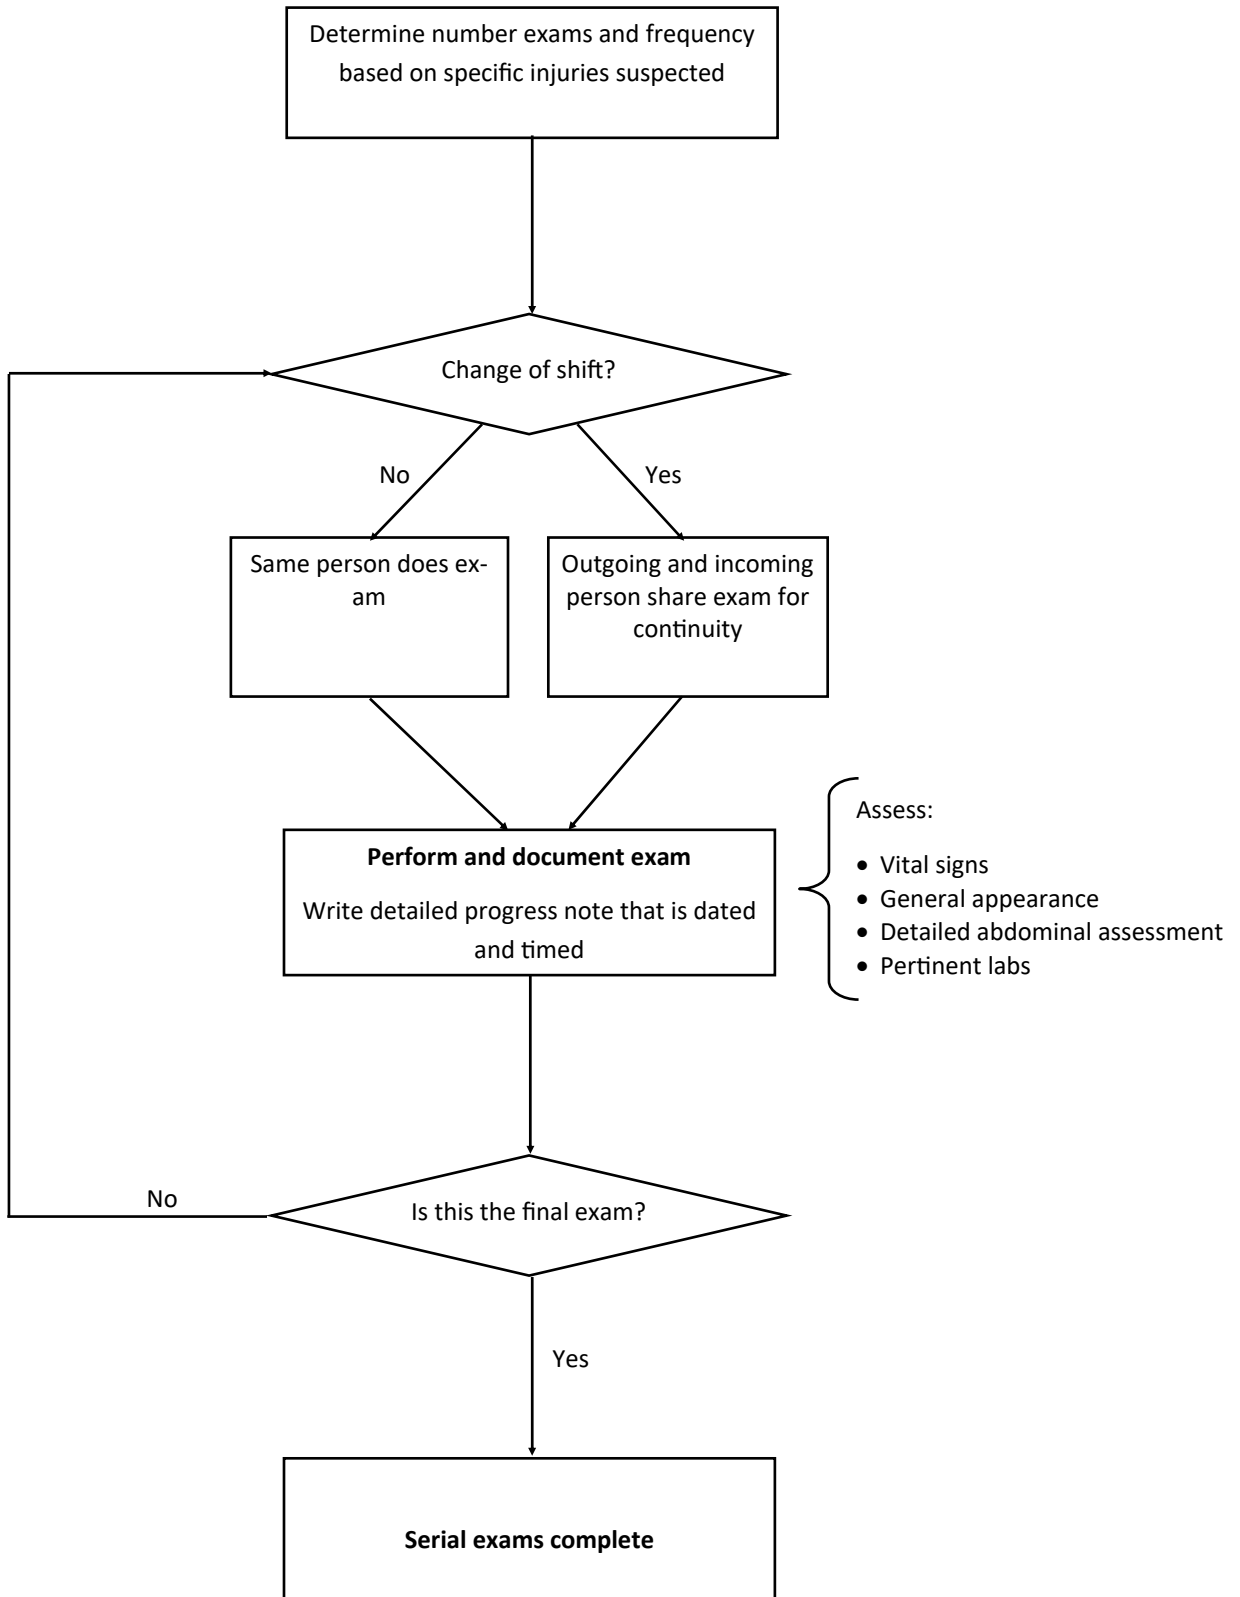 Determine number exams and frequency
based on specific injuries suspected
Change of shift?
No
Yes
Same person does ex-
am
Outgoing and incoming
person share exam for
continuity
Perform and document exam
Write detailed progress note that is dated
and timed
Assess:
• Vital signs
• General appearance
• Detailed abdominal assessment
• Pertinent labs
Is this the final exam?
No
Yes
Serial exams complete